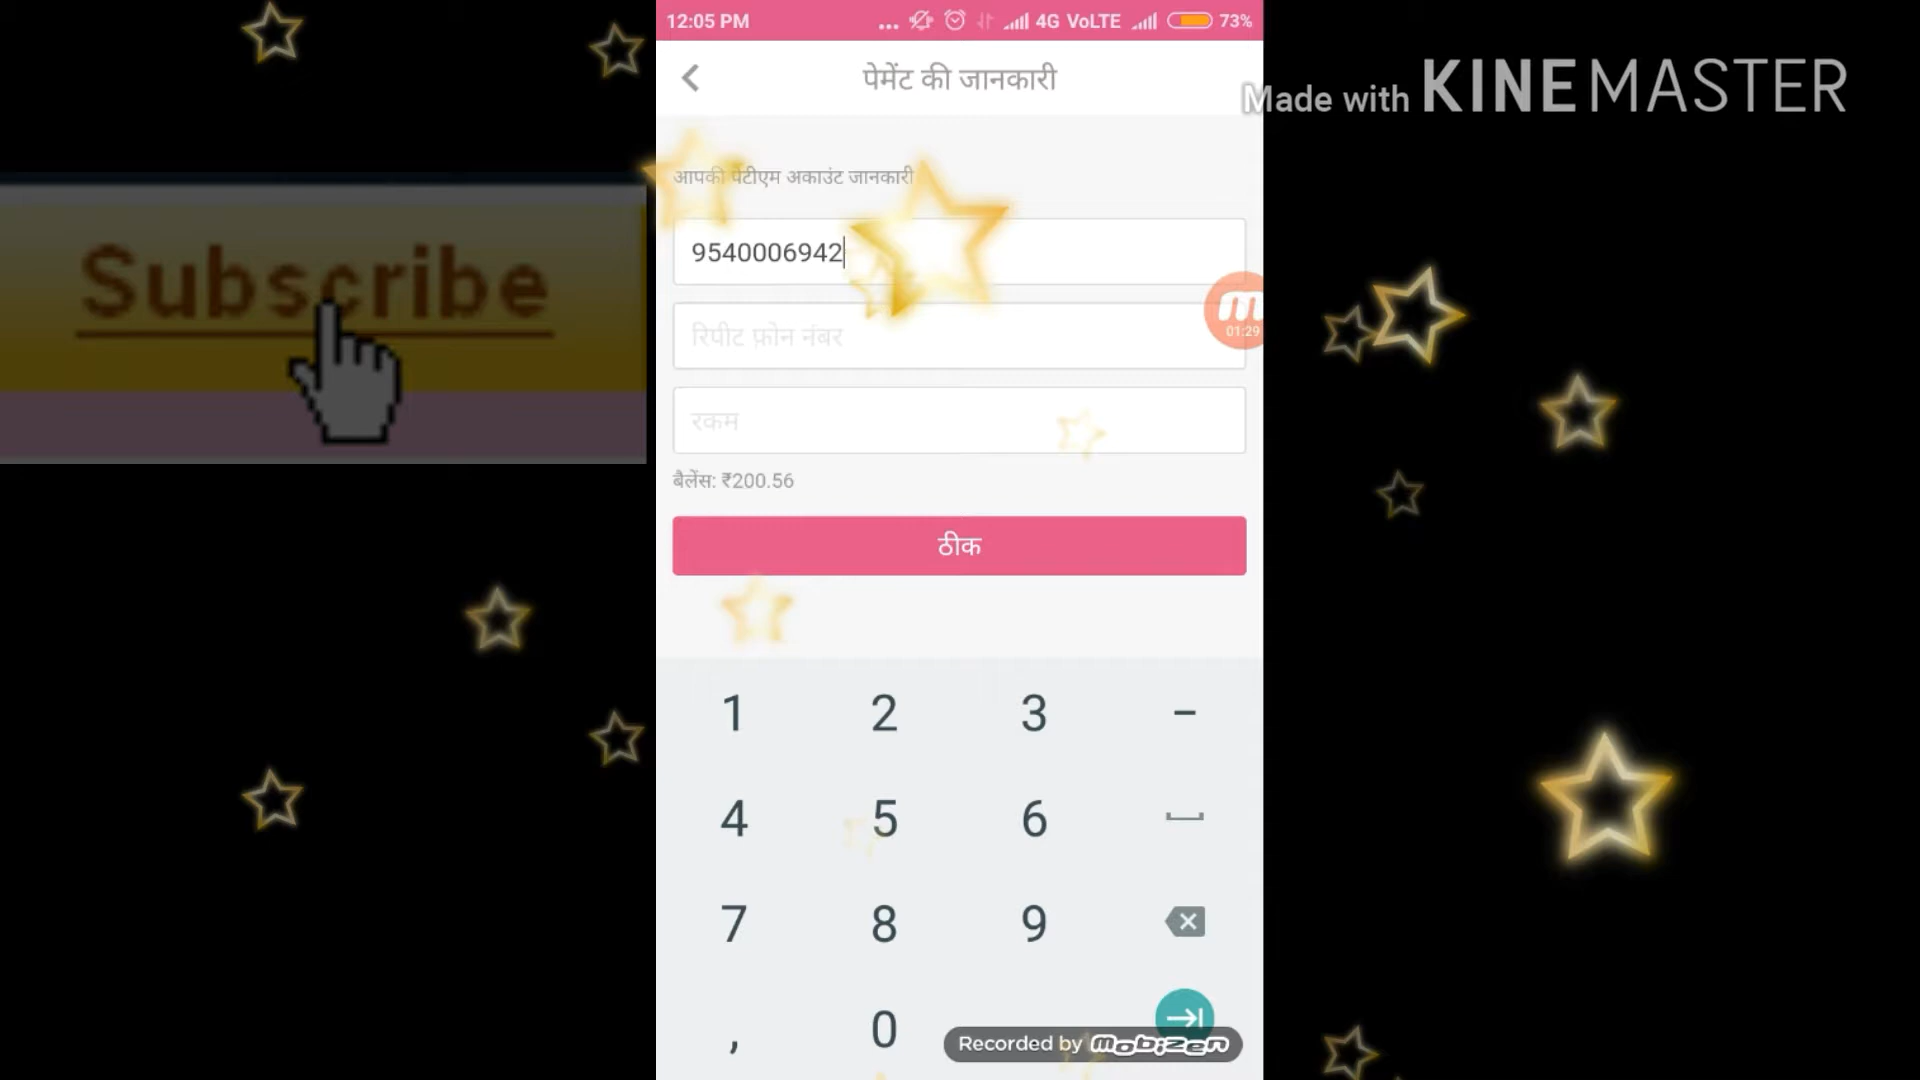 12:05 PM
... 4G VoLTE 73%
पेमेंट की जानकारी
Made with KINEMASTER
आपकी पेटीएम अकाउंट जानकारी
Subscribe
9540006942
01:29
रिपीट फ़ोन नंबर
रकम
बैलेंस: ₹200.56
ठीक
1 2 3 -
4 5 6
7 8 9
, 0
Recorded by mobizen